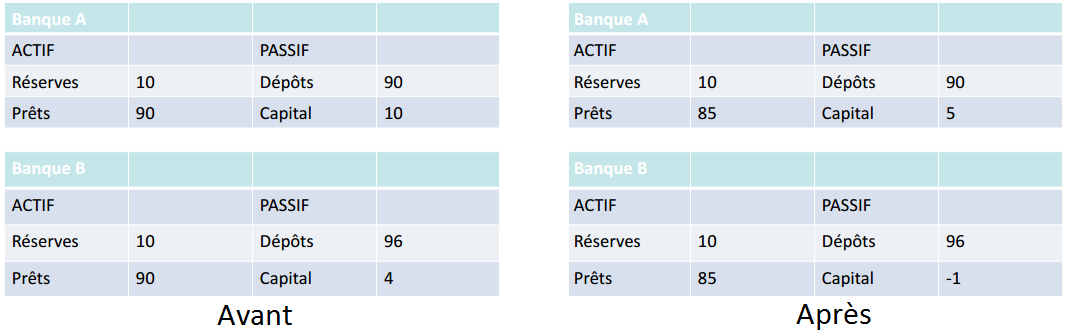 Banque A
ACTIF PASSIF
Réserves 10 Dépôts 90
Prêts 90 Capital 10
Banque B
ACTIF PASSIF
Réserves 10 Dépôts 96
Prêts 90 Capital 4
Avant
Banque A
ACTIF PASSIF
Réserves 10 Dépôts 90
Prêts 85 Capital 5
Banque B
ACTIF PASSIF
Réserves 10 Dépôts 96
Prêts 85 Capital -1
Après